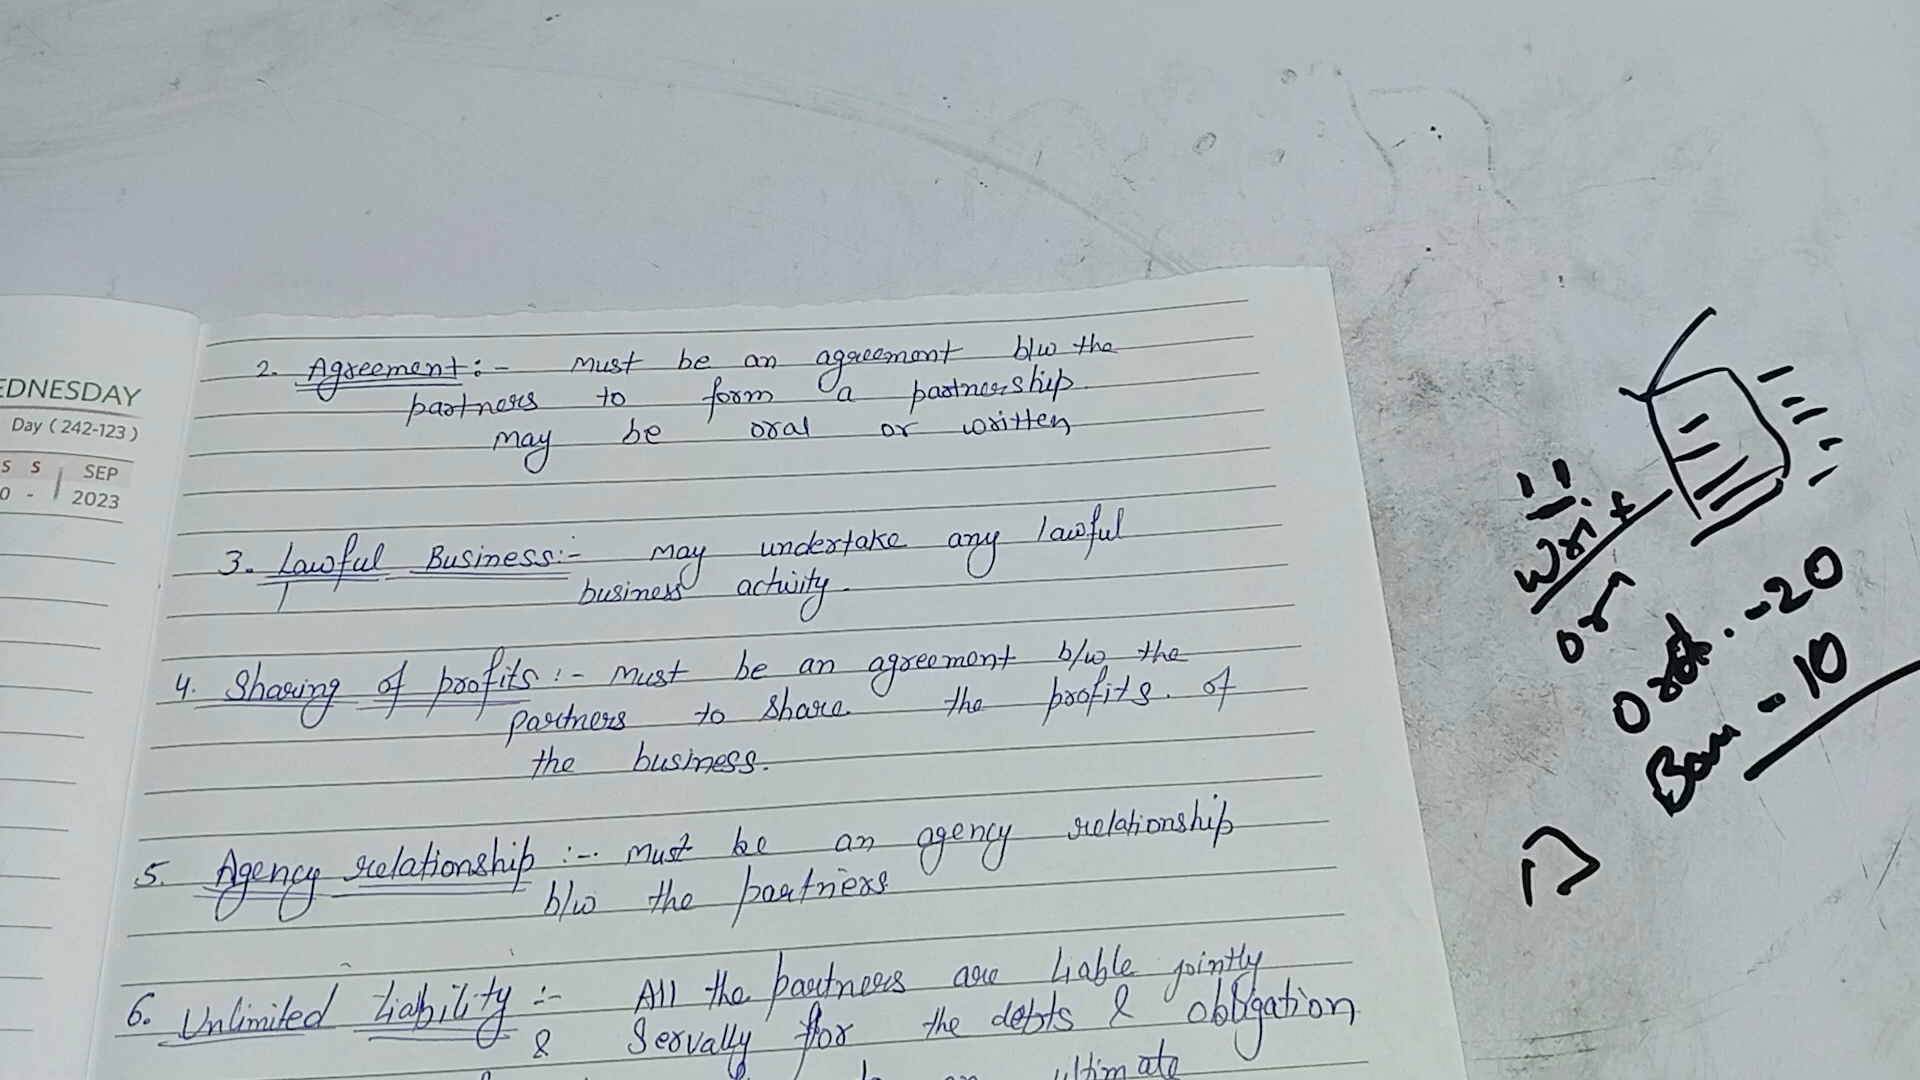 EDNESDAY
Day ( 242-123 )
S S SEP
0 - 2023
2. Agreement :- Must be an agreement b/w the
partners to form a partnership
may be oral or written
3. Lawful Business :- May undertake any lawful
business activity.
4. Sharing of profits :- Must be an agreement b/w the
partners to share the profits. of
the business.
5. Agency relationship :- Must be an agency relationship
b/w the partners
6. Unlimited Liability :- All the partners are liable jointly
& Servally for the debts & obligation
ultimate
Writ
or
- 20
- 10